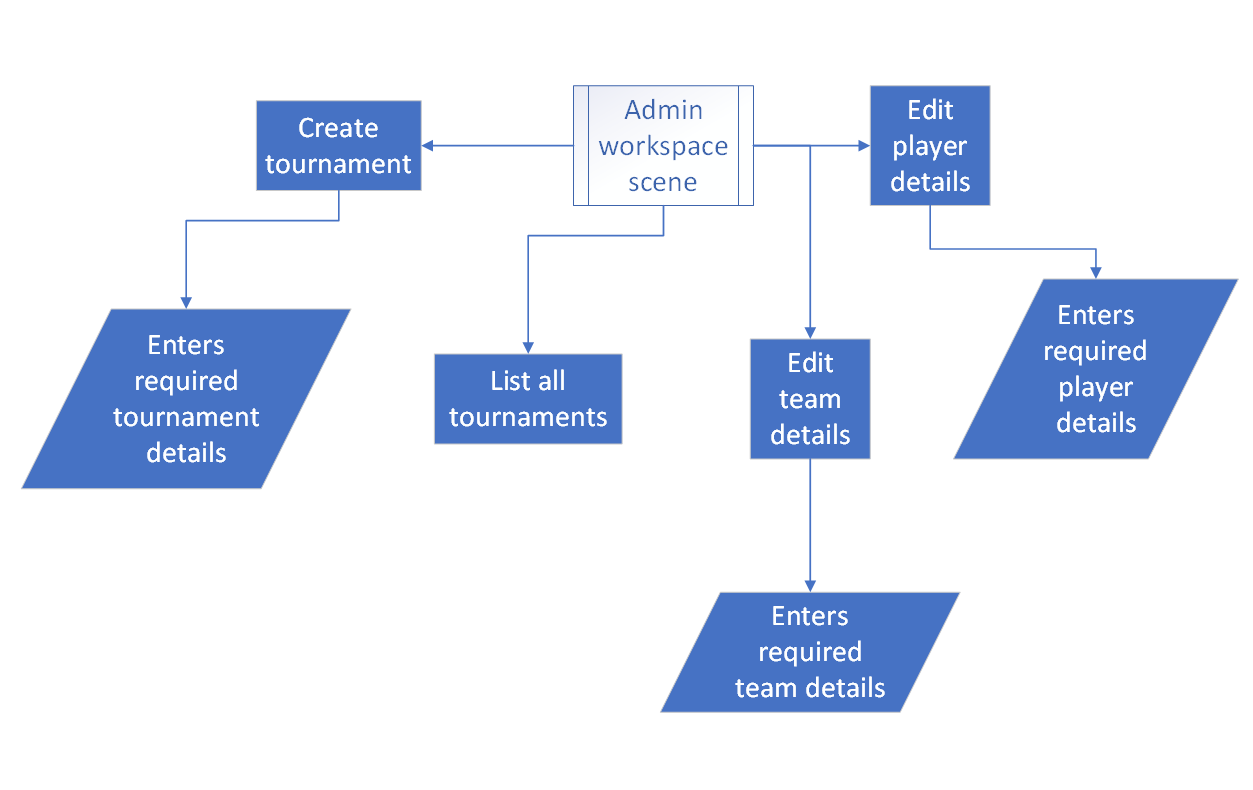 Create
tournament
Admin
workspace
scene
Edit
player
details
Enters
required
tournament
details
List all
tournaments
Edit
team
details
Enters
required
player
details
Enters
required
team details